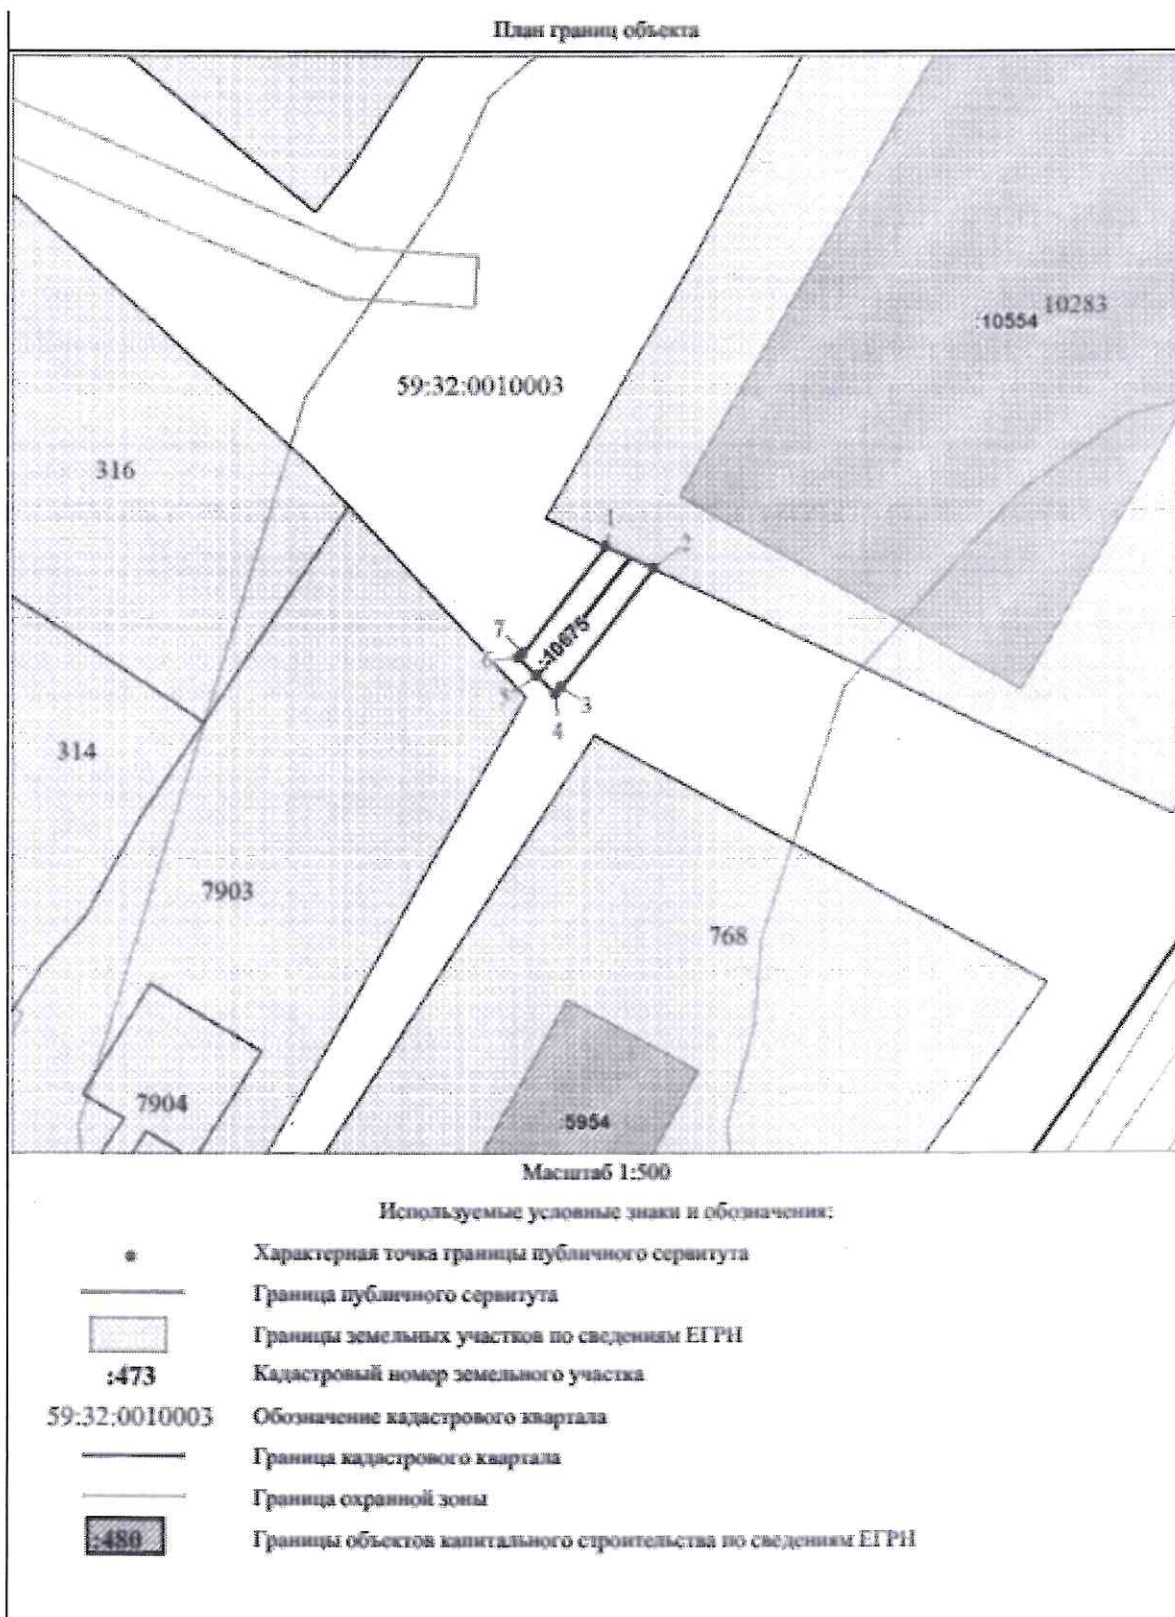 План границ объекта
10283
:10554
59:32:0010003
316
1
2
:10675
7
6
5
3
4
314
7903
768
7904
5954
Масштаб 1:500
Используемые условные знаки и обозначения:
Характерная точка границы публичного сервитута
Граница публичного сервитута
Границы земельных участков по сведениям ЕГРН
:473 Кадастровый номер земельного участка
59:32:0010003 Обозначение кадастрового квартала
Граница кадастрового квартала
Граница охранной зоны
:480 Границы объектов капитального строительства по сведениям ЕГРН